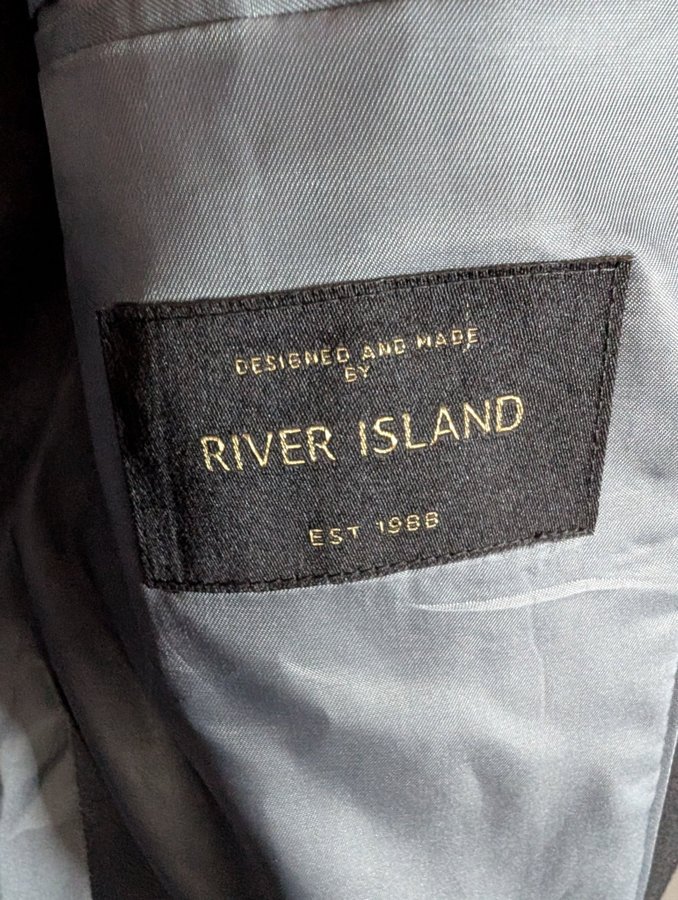 DESIGNED AND MADE
BY
RIVER ISLAND
EST 1988